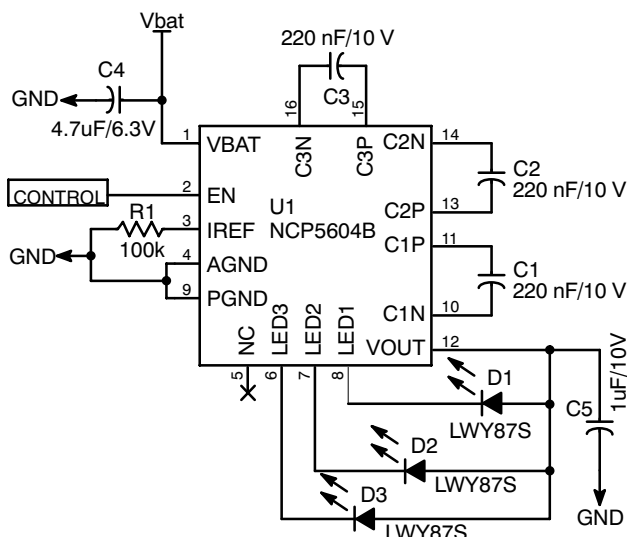 Vbat
220 nF/10 V
C4
C3
GND
4.7uF/6.3V
16
15
1
VBAT
C3N
C3P
C2N
14
C2
220 nF/10 V
CONTROL
2
EN
U1
C2P
13
R1
3
IREF
NCP5604B
C1P
11
100k
GND
4
AGND
C1
220 nF/10 V
9
PGND
C1N
10
NC
LED3
LED2
LED1
VOUT
12
5
6
7
8
D1
LWY87S
C5
1uF/10V
D2
LWY87S
D3
LWY87S
GND